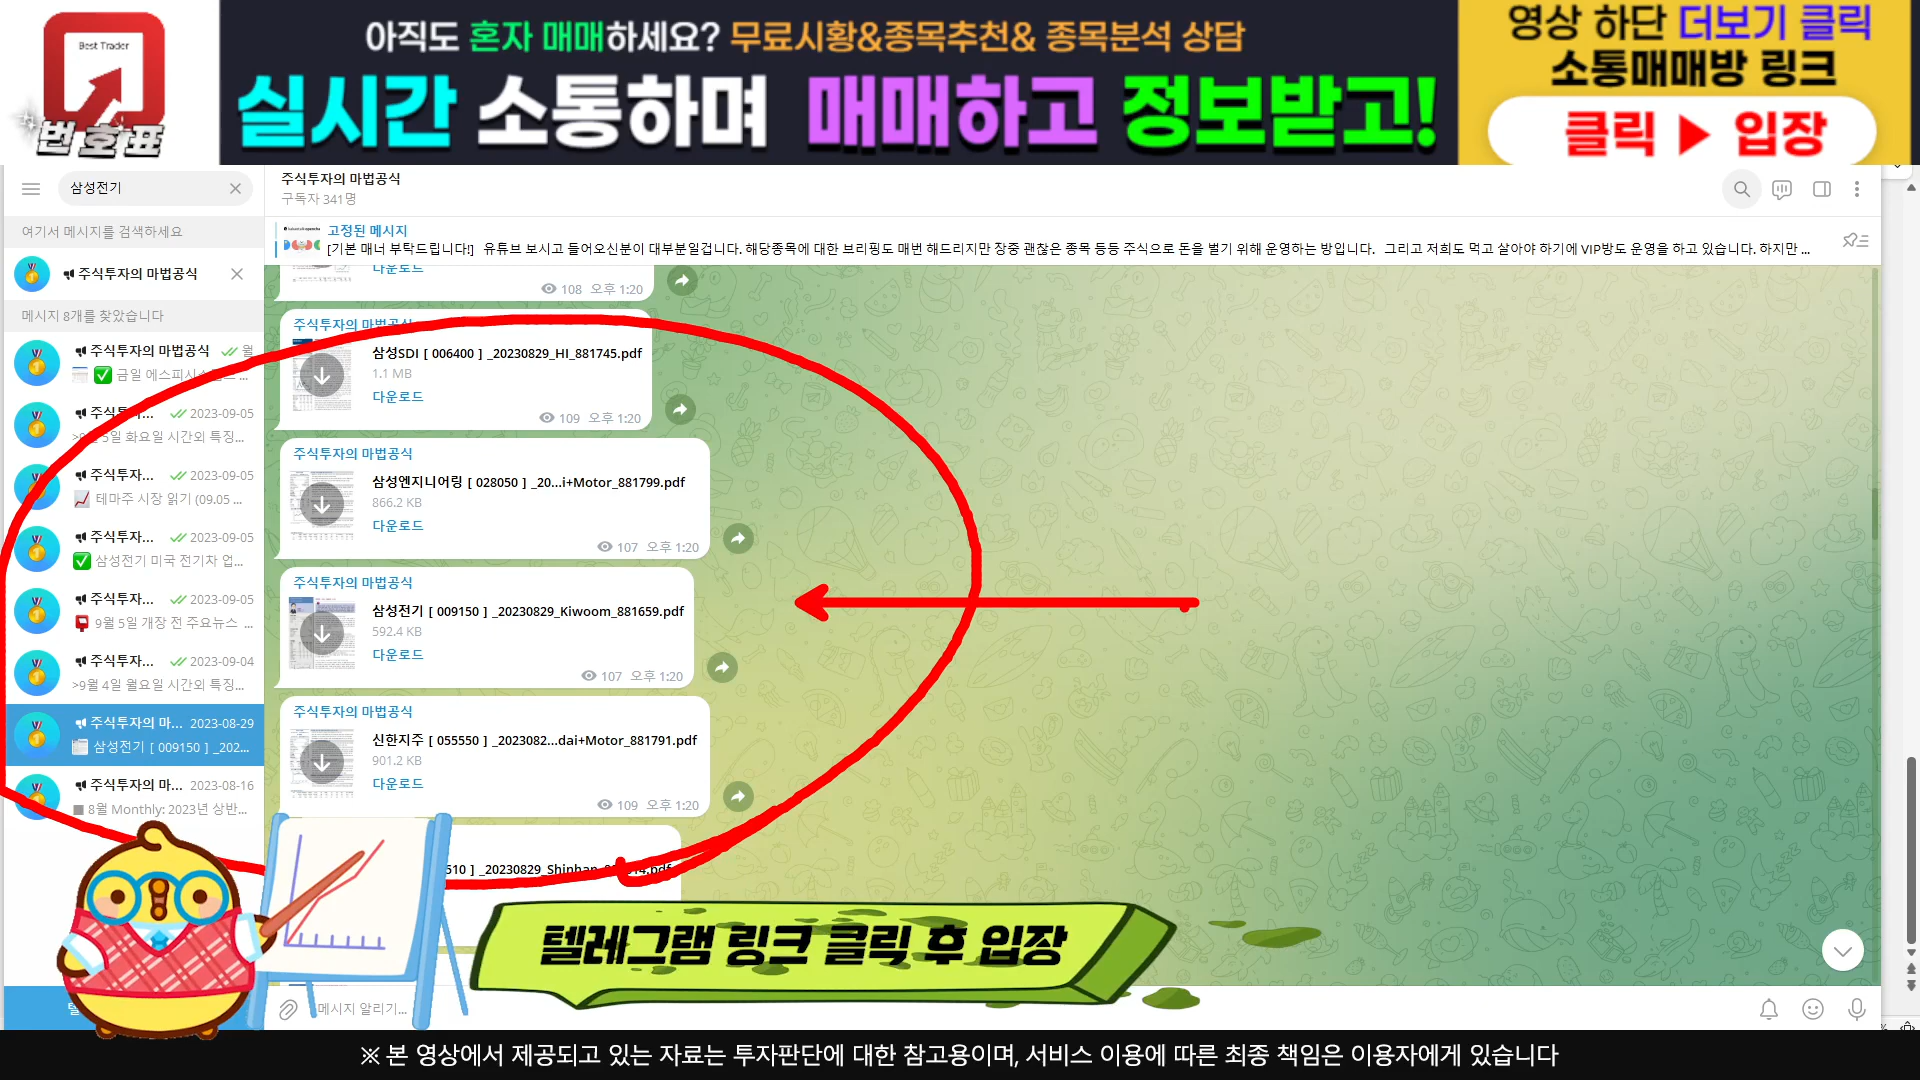 Best Trader
번호표
아직도 혼자 매매하세요? 무료시황&종목추천& 종목분석 상담
실시간 소통하며 매매하고 정보받고!
영상 하단 더보기 클릭
소통매매방 링크
클릭 ▶ 입장
삼성전기
여기서 메시지를 검색하세요
주식투자의 마법공식
메시지 8개를 찾았습니다
주식투자의 마법공식 월
금일 에스피시스템스 ...
주식투자... 2023-09-05
5일 화요일 시간외 특징...
주식투자... 2023-09-05
테마주 시장 읽기 (09.05 ...
주식투자... 2023-09-05
삼성전기 미국 전기차 업...
주식투자... 2023-09-05
9월 5일 개장 전 주요뉴스 ...
주식투자... 2023-09-04
>9월 4일 월요일 시간외 특징...
주식투자의 마... 2023-08-29
삼성전기 [ 009150 ] _202...
주식투자의 마... 2023-08-16
8월 Monthly: 2023년 상반...
주식투자의 마법공식
구독자 341명
고정된 메시지
[기본 매너 부탁드립니다!] 유튜브 보시고 들어오신분이 대부분일겁니다. 해당종목에 대한 브리핑도 매번 해드리지만 장중 괜찮은 종목 등등 주식으로 돈을 벌기 위해 운영하는 방입니다. 그리고 저희도 먹고 살아야 하기에 VIP방도 운영을 하고 있습니다. 하지만 ...
다운로드
108 오후 1:20
주식투자의 마법공식
삼성SDI [ 006400 ] _20230829_HI_881745.pdf
1.1 MB
다운로드
109 오후 1:20
주식투자의 마법공식
삼성엔지니어링 [ 028050 ] _20...i+Motor_881799.pdf
866.2 KB
다운로드
107 오후 1:20
주식투자의 마법공식
삼성전기 [ 009150 ] _20230829_Kiwoom_881659.pdf
592.4 KB
다운로드
107 오후 1:20
주식투자의 마법공식
신한지주 [ 055550 ] _2023082...dai+Motor_881791.pdf
901.2 KB
다운로드
109 오후 1:20
510 ] _20230829_Shinhan
메시지 알리기...
텔레그램 링크 클릭 후 입장
※ 본 영상에서 제공되고 있는 자료는 투자판단에 대한 참고용이며, 서비스 이용에 따른 최종 책임은 이용자에게 있습니다